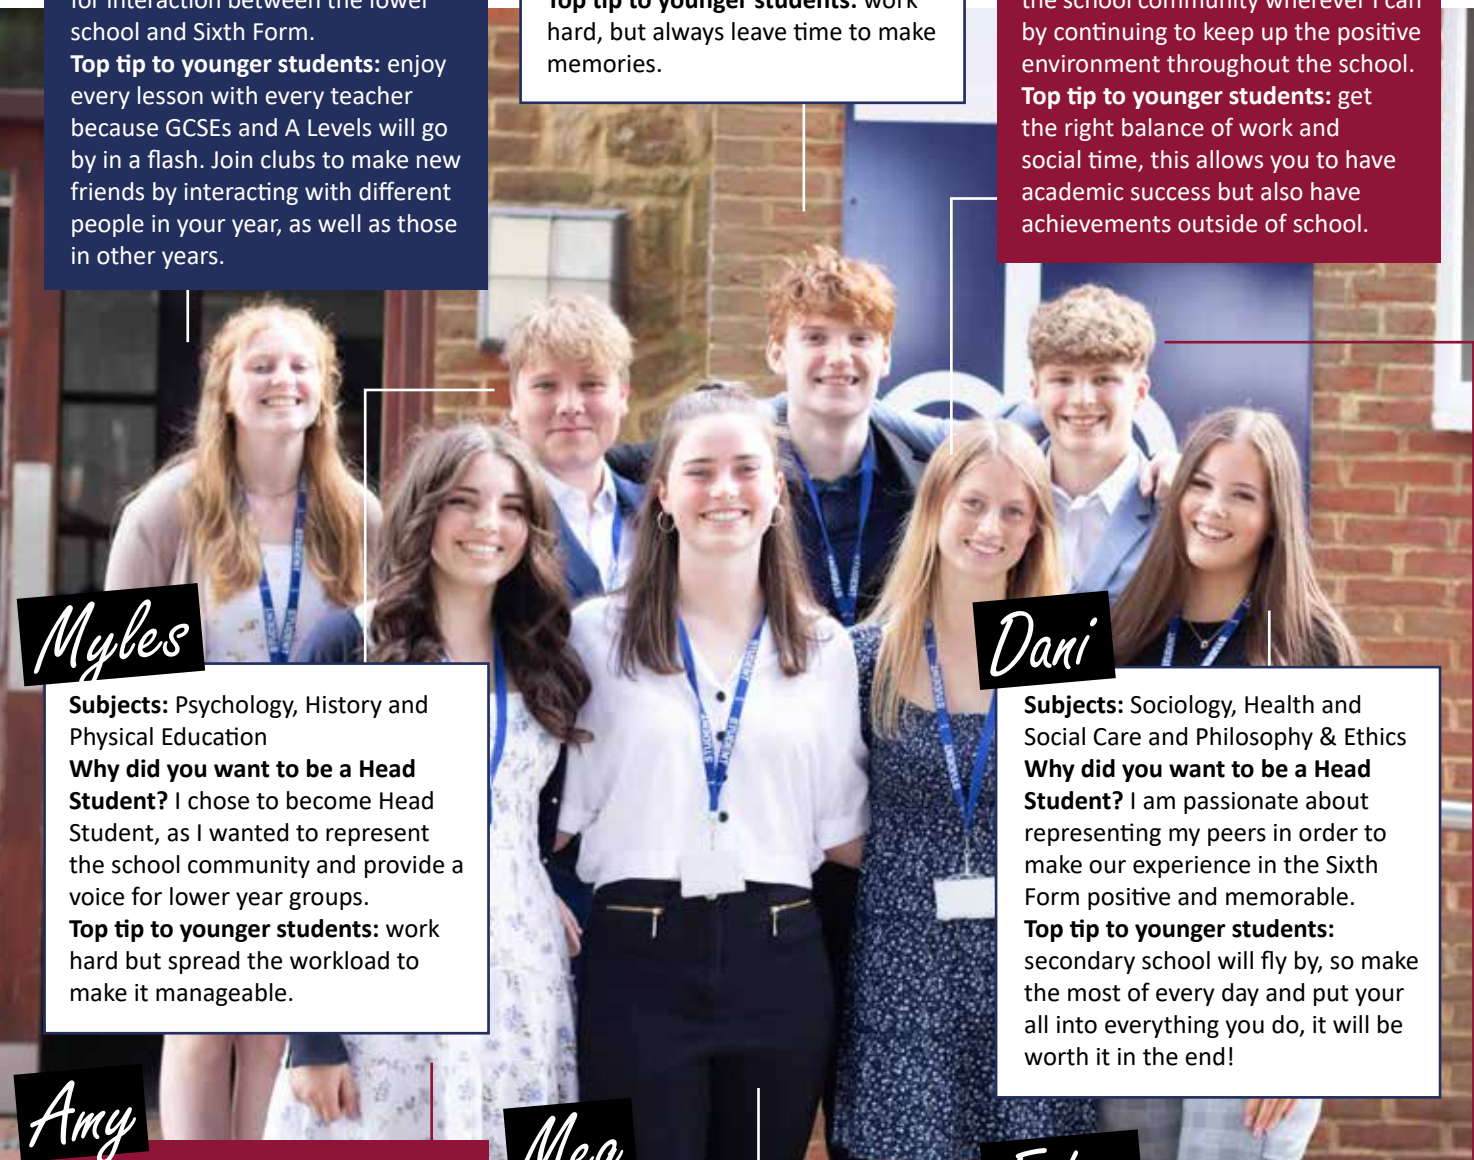 for interaction between the lower
school and Sixth Form.
Top tip to younger students: enjoy
every lesson with every teacher
because GCSEs and A Levels will go
by in a flash. Join clubs to make new
friends by interacting with different
people in your year, as well as those
in other years.
Top tip to younger students: work
hard, but always leave time to make
memories.
the school community wherever I can
by continuing to keep up the positive
environment throughout the school.
Top tip to younger students: get
the right balance of work and
social time, this allows you to have
academic success but also have
achievements outside of school.
Myles
Subjects: Psychology, History and
Physical Education
Why did you want to be a Head
Student? I chose to become Head
Student, as I wanted to represent
the school community and provide a
voice for lower year groups.
Top tip to younger students: work
hard but spread the workload to
make it manageable.
Dani
Subjects: Sociology, Health and
Social Care and Philosophy & Ethics
Why did you want to be a Head
Student? I am passionate about
representing my peers in order to
make our experience in the Sixth
Form positive and memorable.
Top tip to younger students:
secondary school will fly by, so make
the most of every day and put your
all into everything you do, it will be
worth it in the end!
Amy
Meg
STUDENT
STUDENT
STUDENT
STUDENT